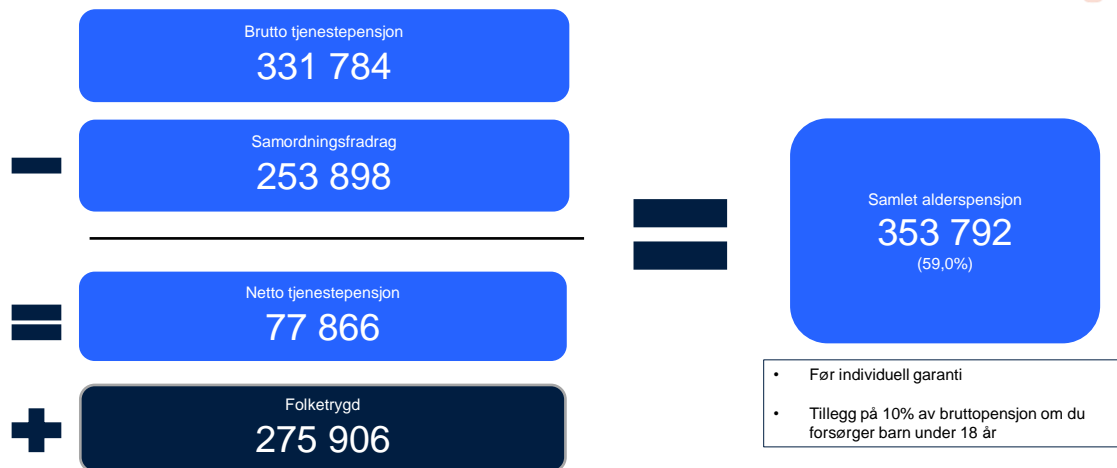 Brutto tjenestepensjon
331 784
Samordningsfradrag
253 898
Netto tjenestepensjon
77 866
Folketrygd
275 906
Samlet alderspensjon
353 792
(59,0%)
• Før individuell garanti
• Tillegg på 10% av bruttopensjon om du
forsørger barn under 18 år